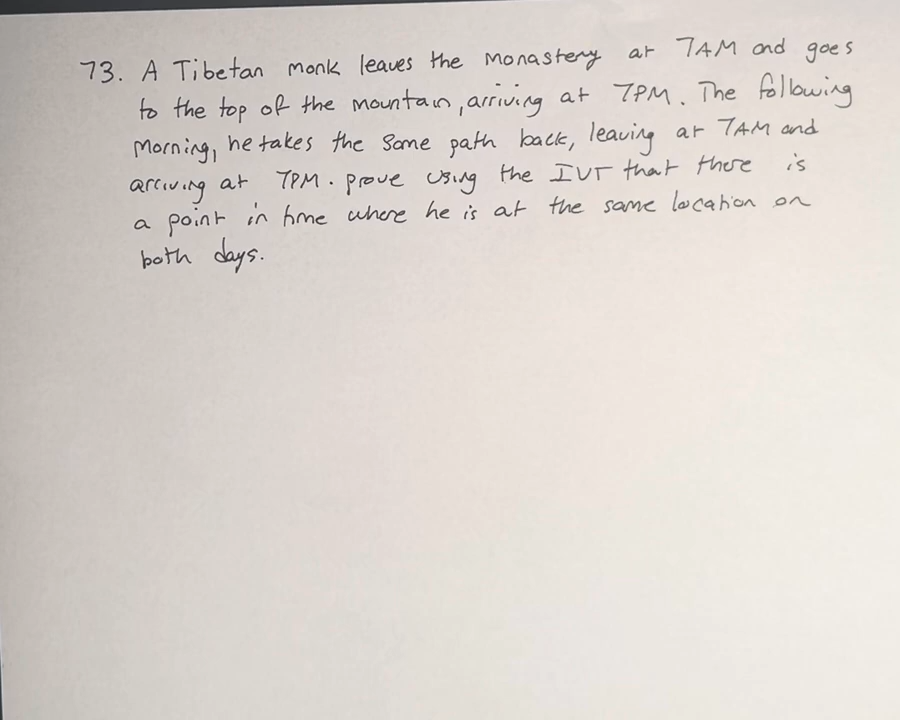 73. A Tibetan monk leaves the monastery at 7AM and goes
to the top of the mountain, arriving at 7PM. The following
Morning, he takes the same path back, leaving at 7AM and
arriving at 7PM. prove using the IVT that there is
a point in time where he is at the same location on
both days.